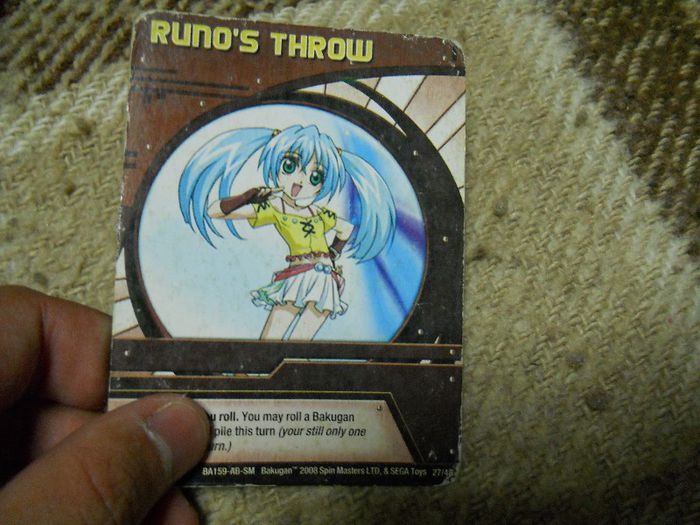 RUNO'S THROW
u roll. You may roll a Bakugan
pile this turn (your still only one
urn.)
BA159-AB-SM Bakugan™ 2008 Spin Masters LTD, & SEGA Toys 27/48